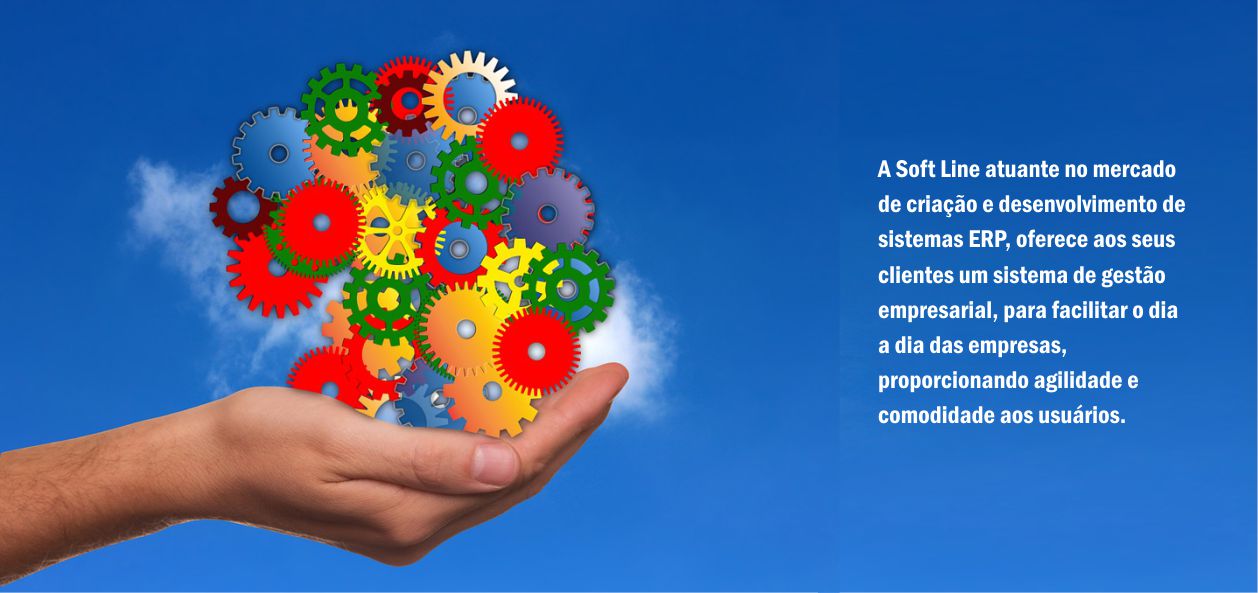 A Soft Line atuante no mercado
de criação e desenvolvimento de
sistemas ERP, oferece aos seus
clientes um sistema de gestão
empresarial, para facilitar o dia
a dia das empresas,
proporcionando agilidade e
comodidade aos usuários.